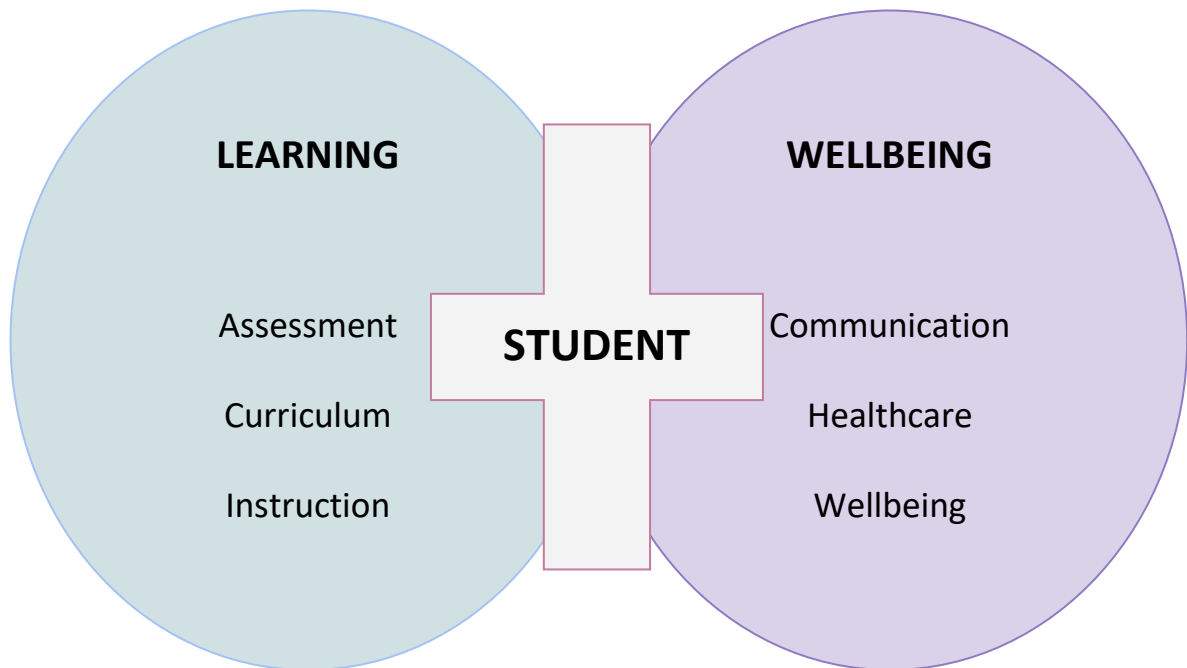 LEARNING
Assessment
Curriculum
Instruction
STUDENT
WELLBEING
Communication
Healthcare
Wellbeing